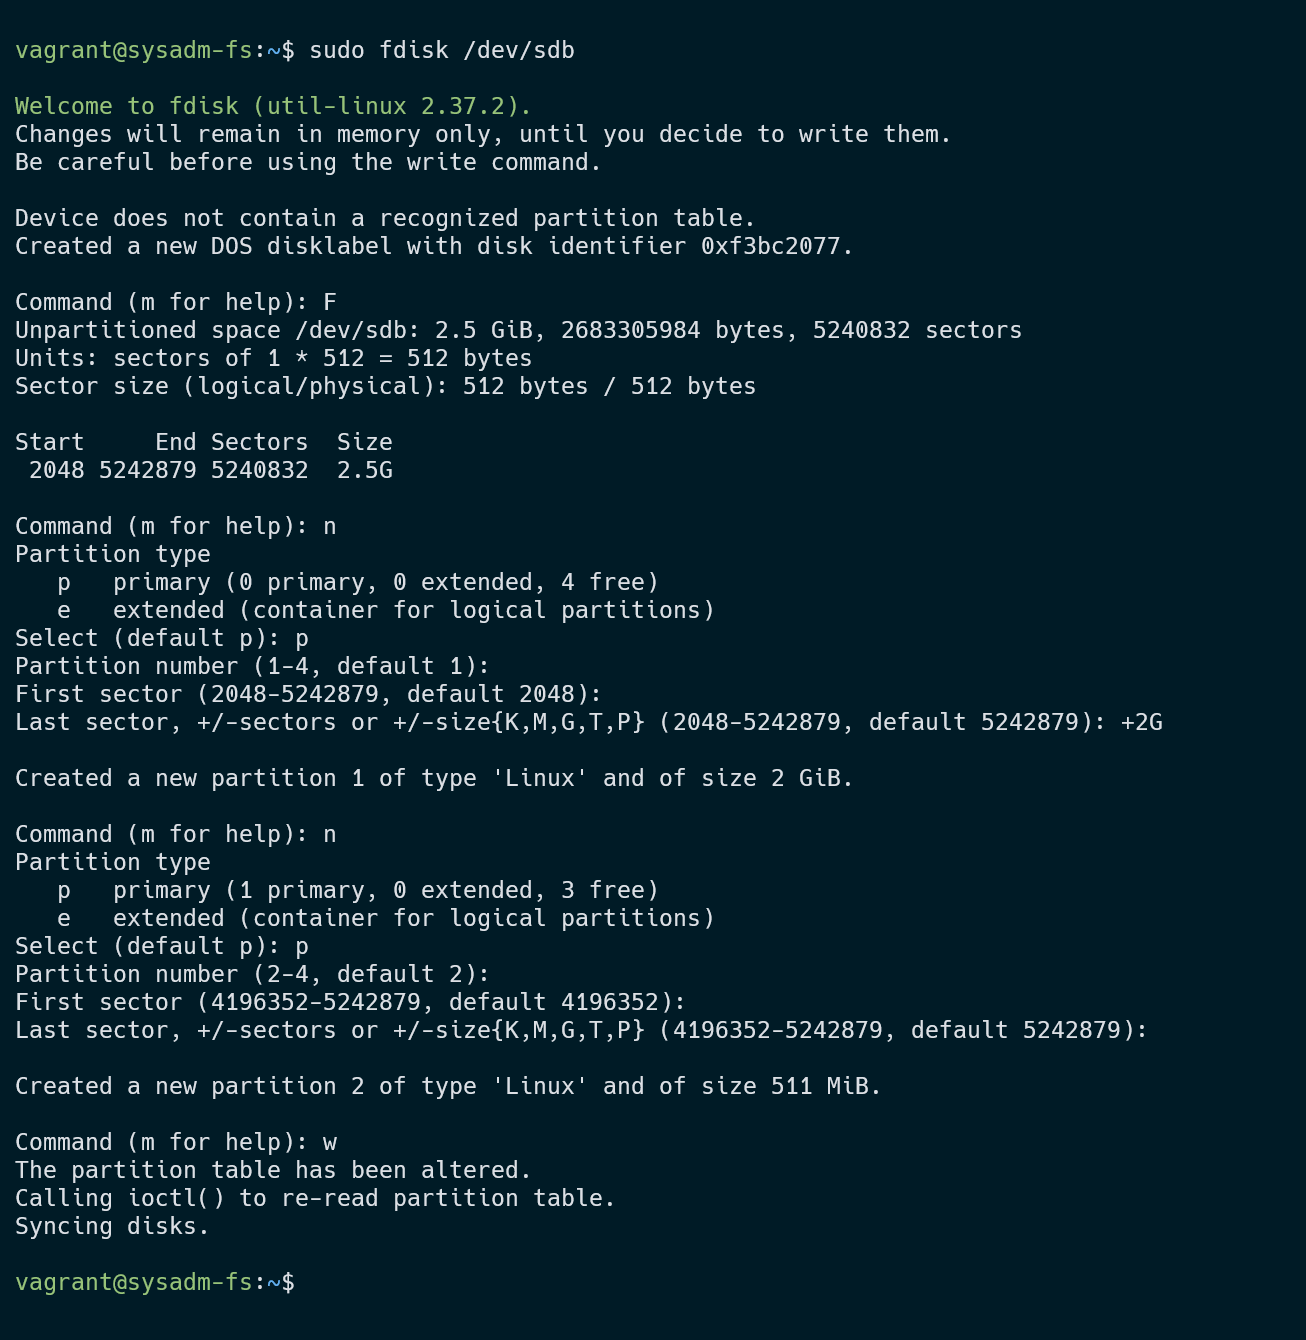 vagrant@sysadm-fs:~$ sudo fdisk /dev/sdb

Welcome to fdisk (util-linux 2.37.2).
Changes will remain in memory only, until you decide to write them.
Be careful before using the write command.

Device does not contain a recognized partition table.
Created a new DOS disklabel with disk identifier 0xf3bc2077.

Command (m for help): F
Unpartitioned space /dev/sdb: 2.5 GiB, 2683305984 bytes, 5240832 sectors
Units: sectors of 1 * 512 = 512 bytes
Sector size (logical/physical): 512 bytes / 512 bytes

Start     End Sectors  Size
 2048 5242879 5240832  2.5G

Command (m for help): n
Partition type
   p   primary (0 primary, 0 extended, 4 free)
   e   extended (container for logical partitions)
Select (default p): p
Partition number (1-4, default 1):
First sector (2048-5242879, default 2048):
Last sector, +/-sectors or +/-size{K,M,G,T,P} (2048-5242879, default 5242879): +2G

Created a new partition 1 of type 'Linux' and of size 2 GiB.

Command (m for help): n
Partition type
   p   primary (1 primary, 0 extended, 3 free)
   e   extended (container for logical partitions)
Select (default p): p
Partition number (2-4, default 2):
First sector (4196352-5242879, default 4196352):
Last sector, +/-sectors or +/-size{K,M,G,T,P} (4196352-5242879, default 5242879):

Created a new partition 2 of type 'Linux' and of size 511 MiB.

Command (m for help): w
The partition table has been altered.
Calling ioctl() to re-read partition table.
Syncing disks.

vagrant@sysadm-fs:~$